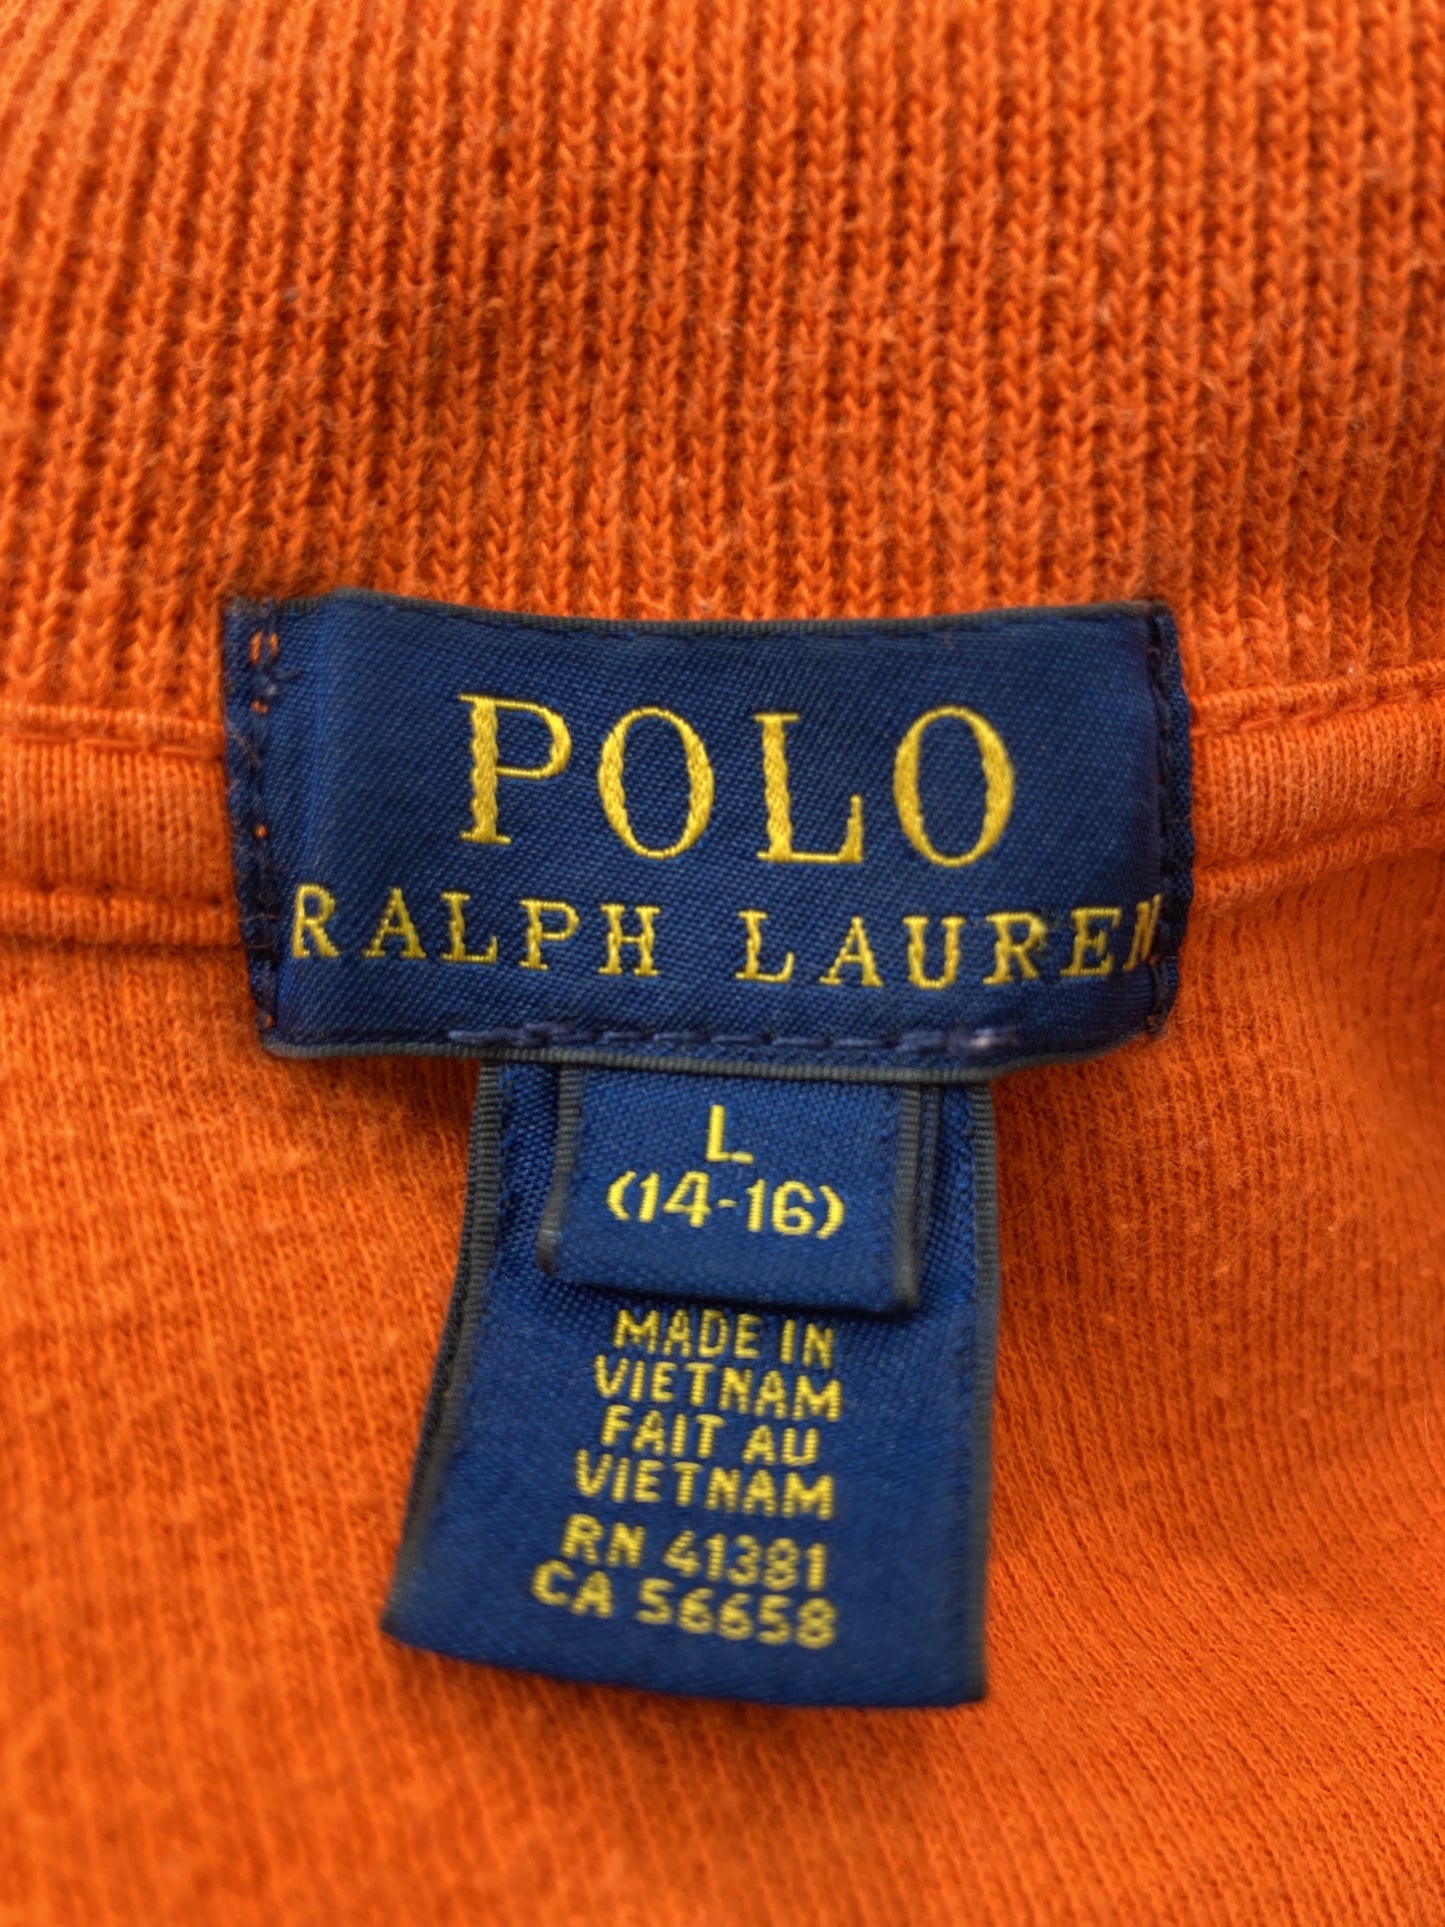 POLO
RALPH LAUREN
L
(14-16)
MADE IN
VIETNAM
FAIT AU
VIETNAM
RN 41381
CA 56658